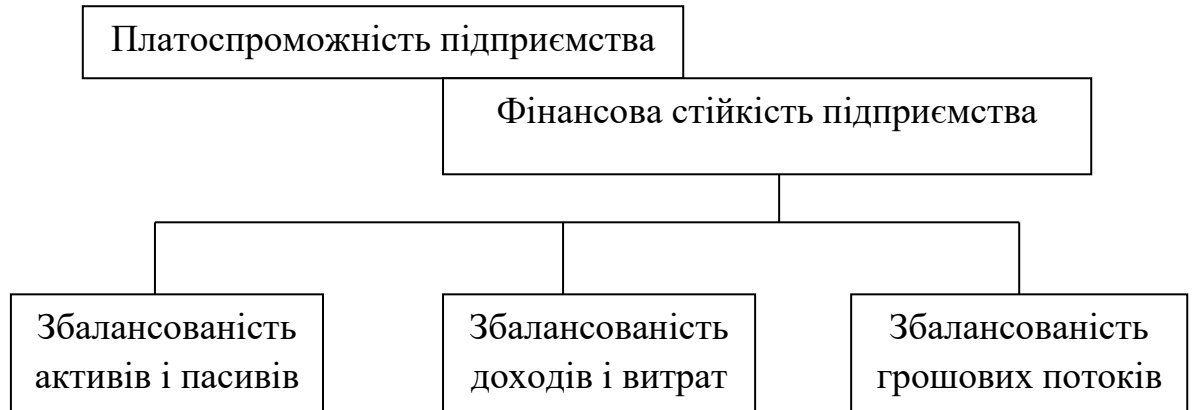 Платоспроможність підприємства
Фінансова стійкість підприємства
Збалансованість
активів і пасивів
Збалансованість
доходів і витрат
Збалансованість
грошових потоків